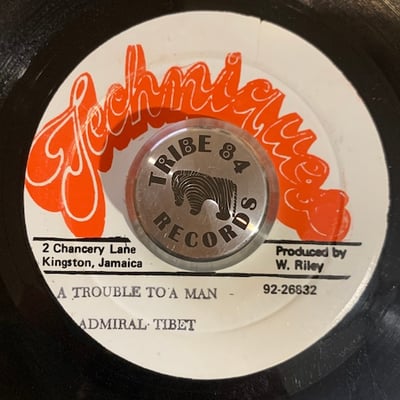 Techniques
TRIBE 84
RECORDS
2 Chancery Lane
Kingston, Jamaica
Produced by
W. Riley
A TROUBLE TO A MAN -
92-26832
ADMIRAL TIBET